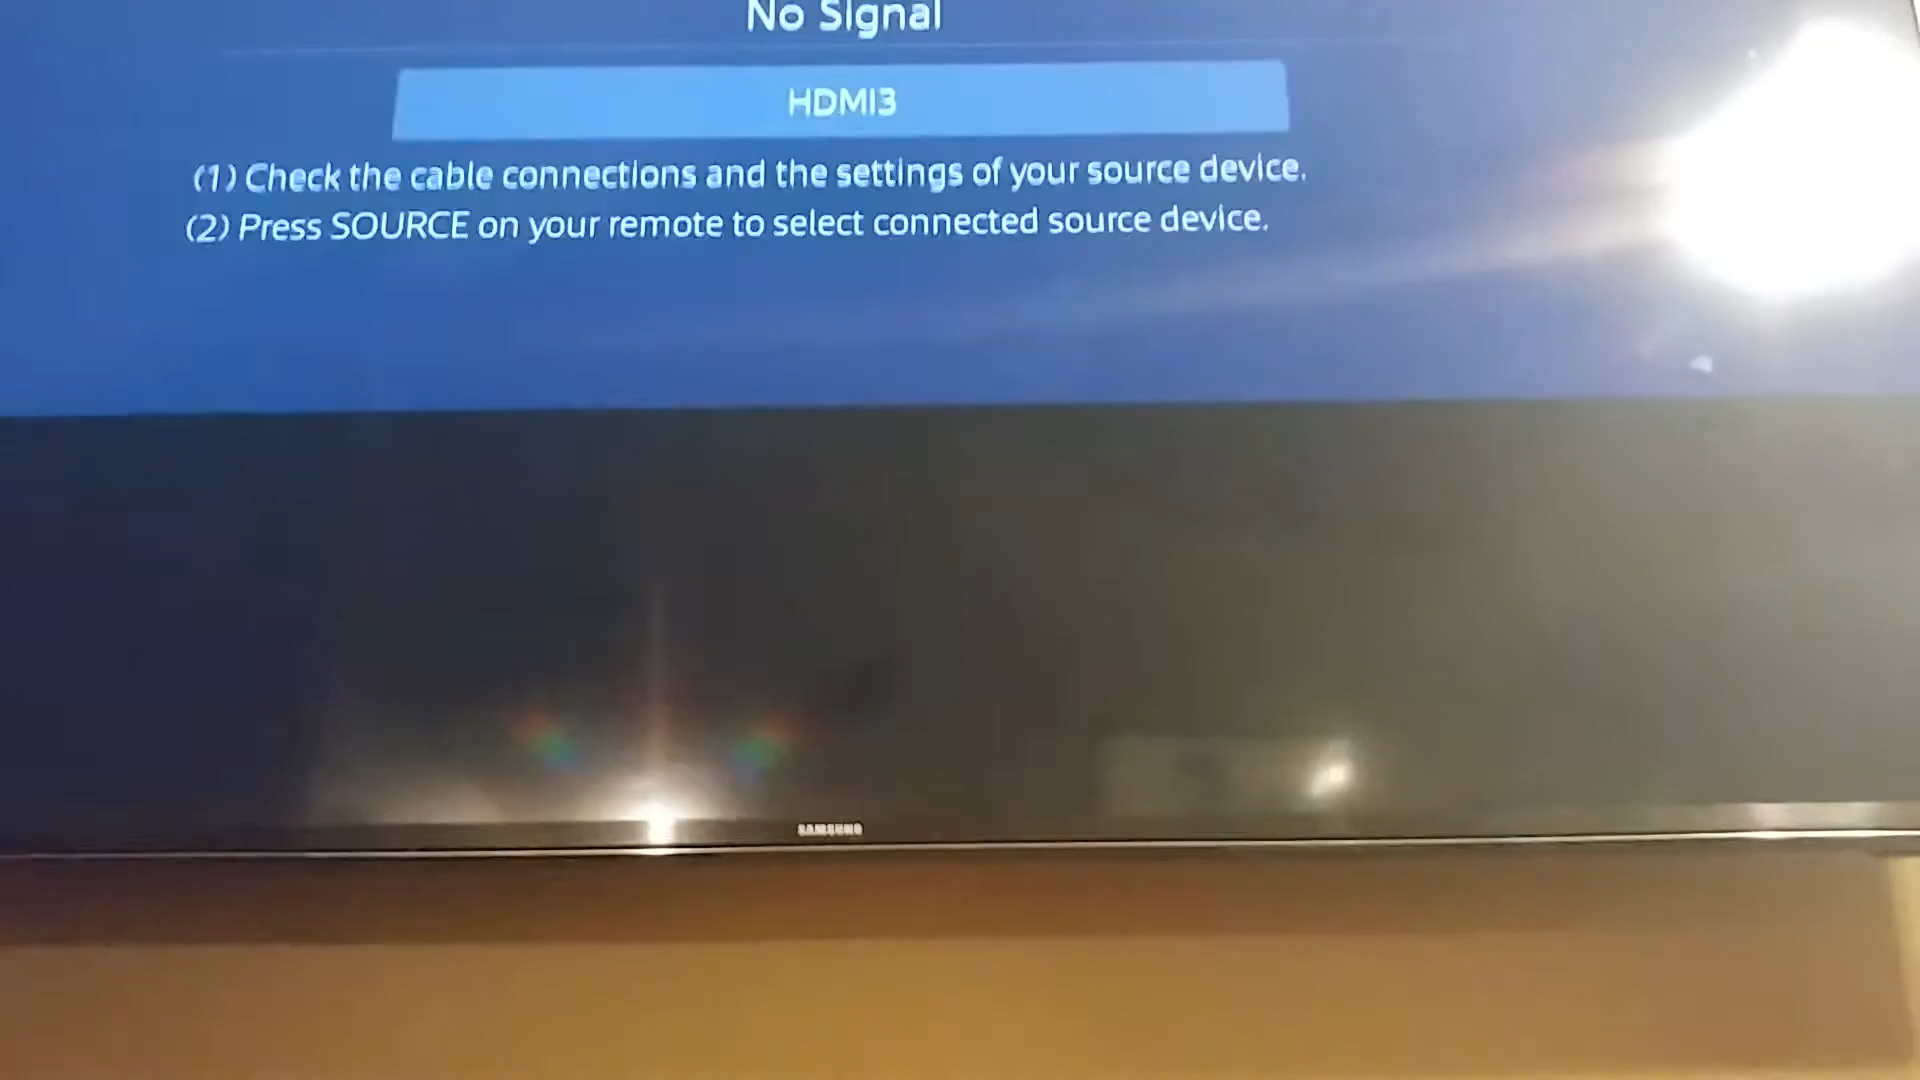 No Signal
HDMI3
(1) Check the cable connections and the settings of your source device.
(2) Press SOURCE on your remote to select connected source device.
SAMSUNG